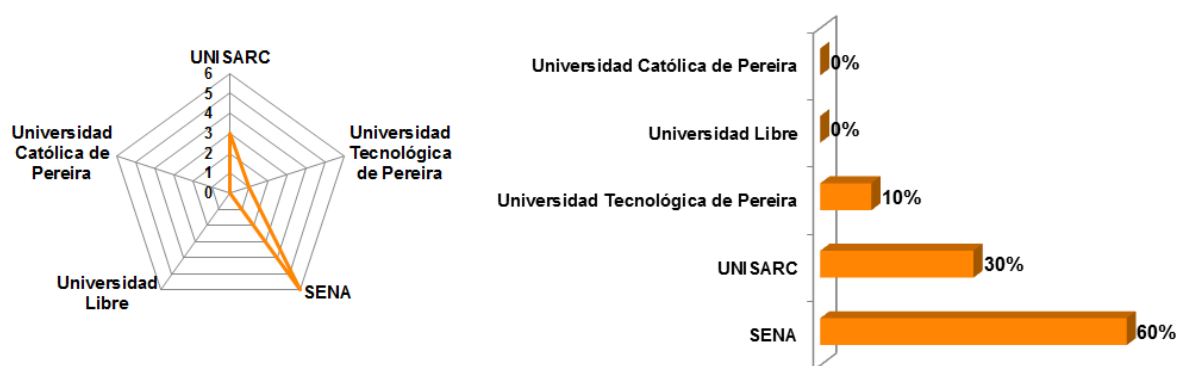 UNISARC
6
5
4
3
2
1
0
Universidad
Tecnológica
de Pereira
SENA
Universidad
Libre
Universidad
Católica de
Pereira
Universidad Católica de Pereira
0%
Universidad Libre
0%
Universidad Tecnológica de Pereira
10%
UNISARC
30%
SENA
60%